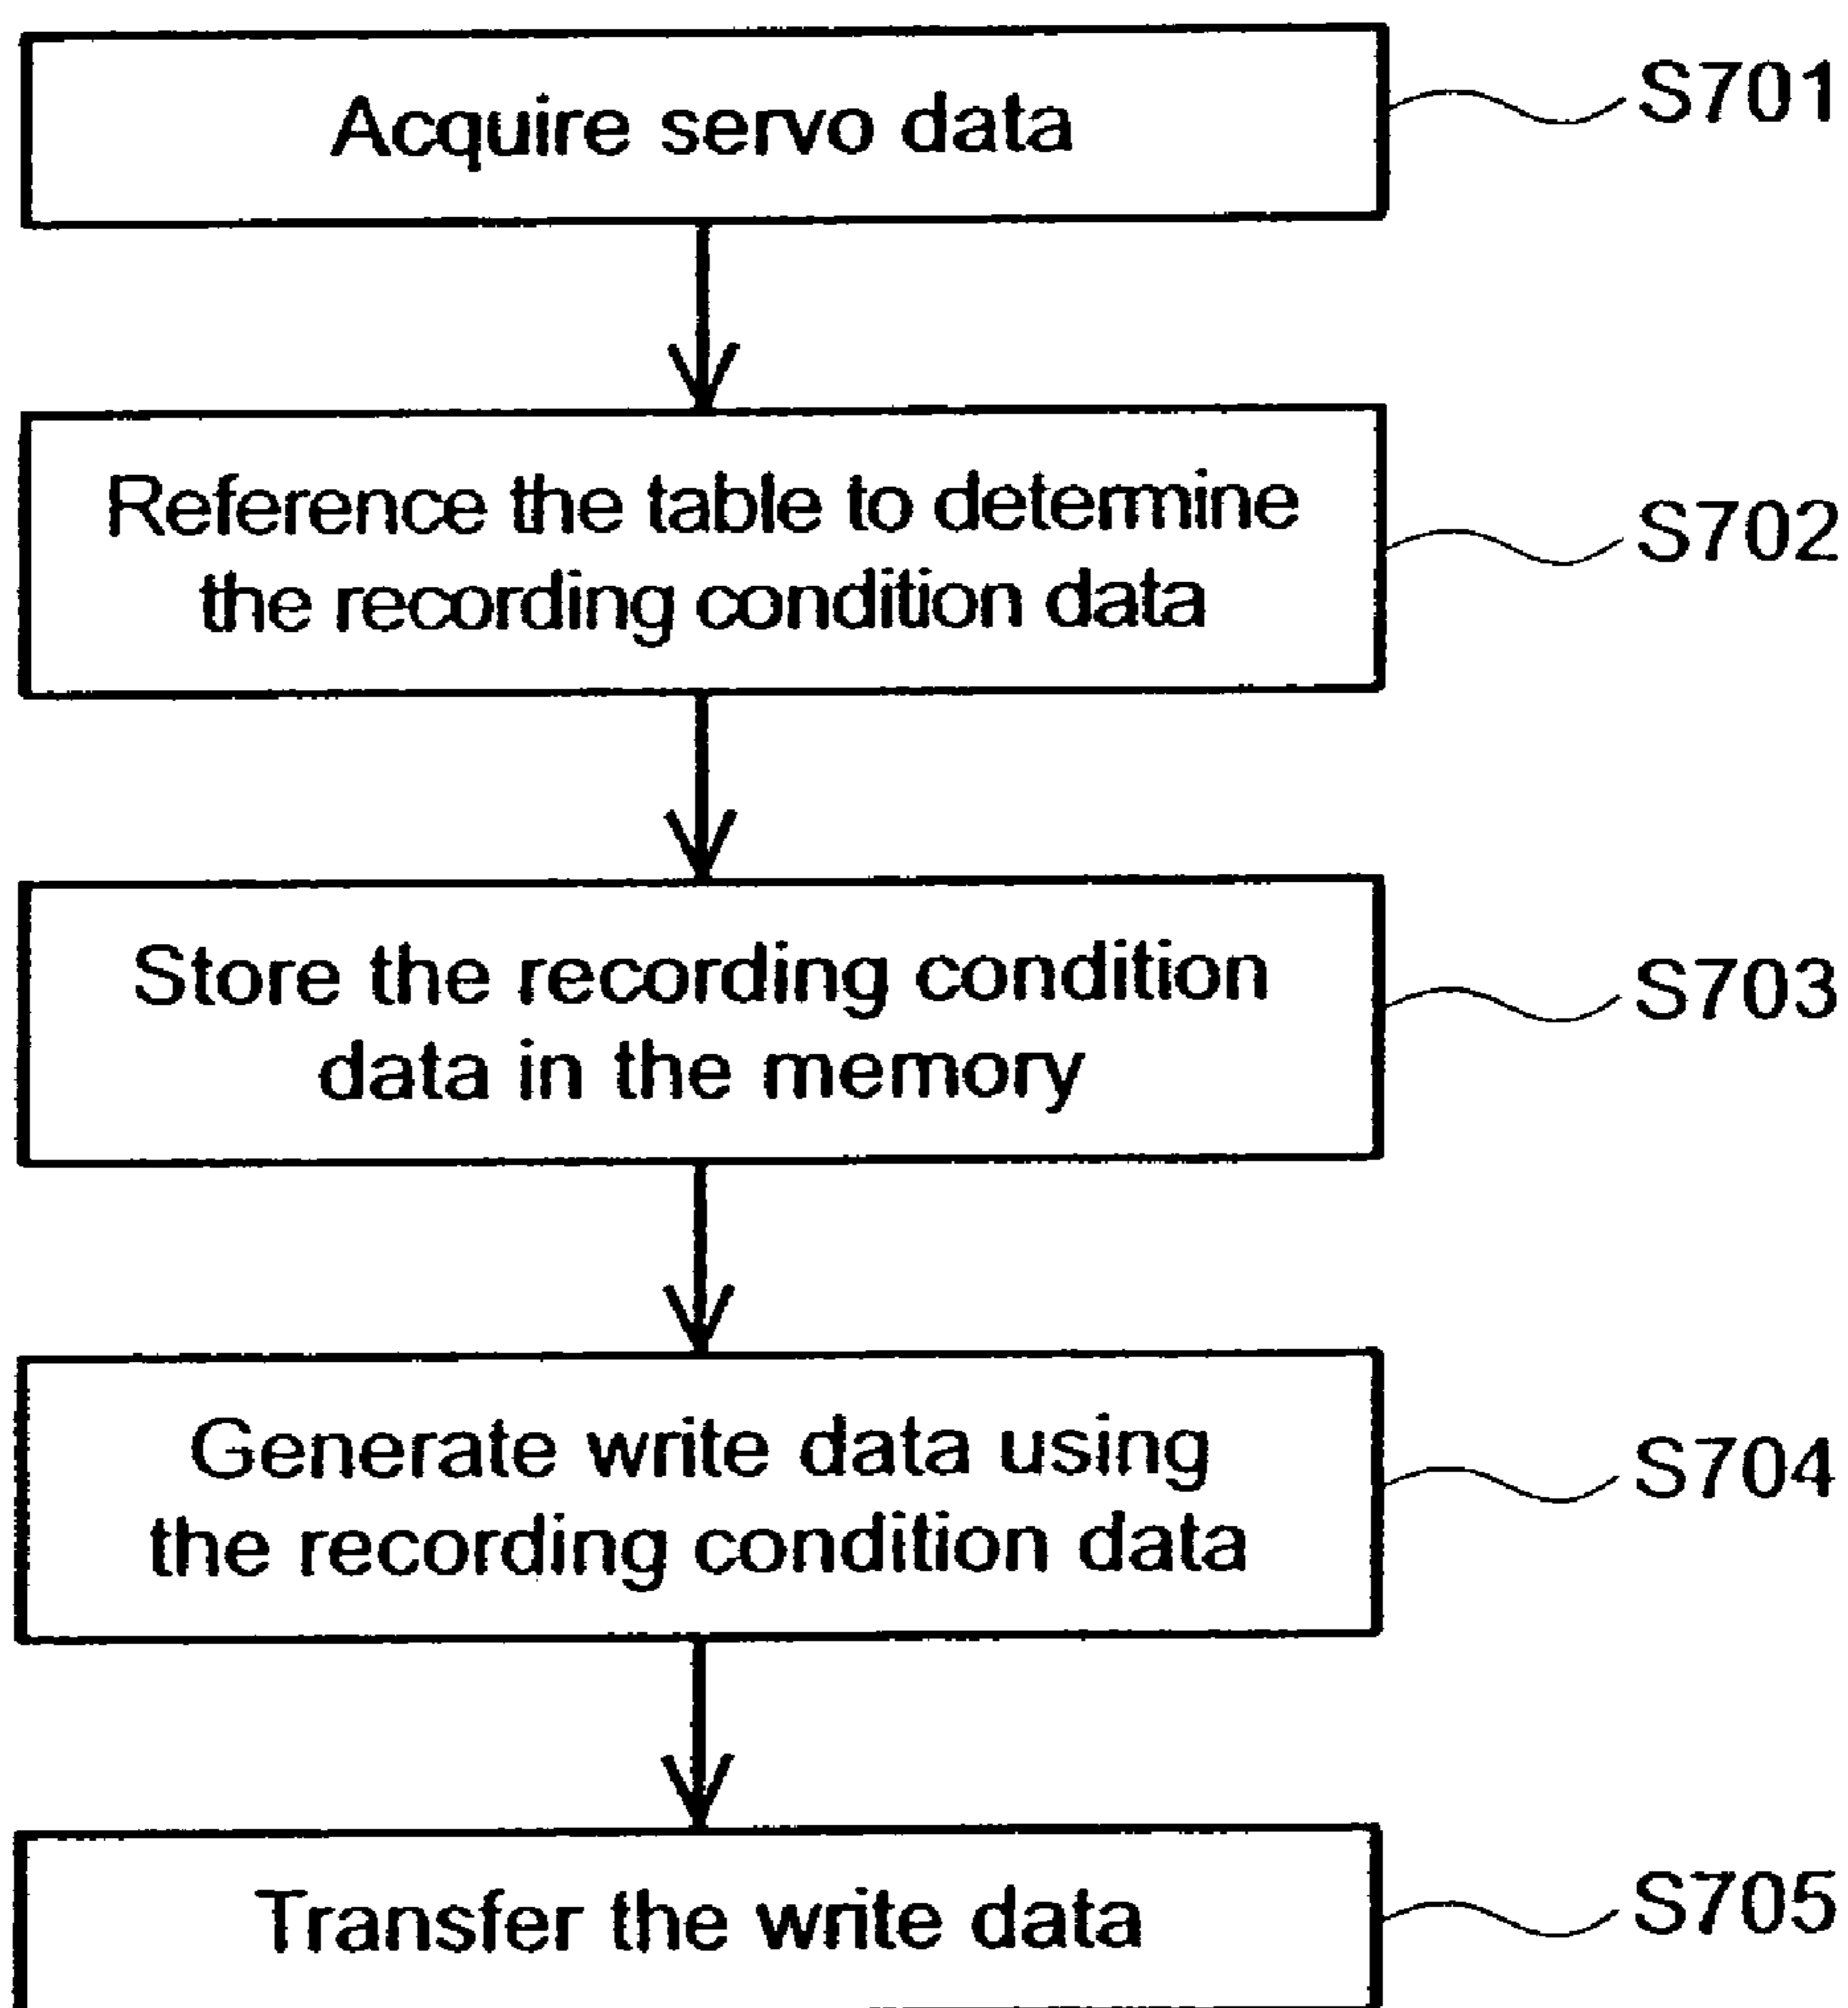 Acquire servo data
S701
Reference the table to determine
the recording condition data
S702
Store the recording condition
data in the memory
S703
Generate write data using
the recording condition data
S704
Transfer the write data
S705